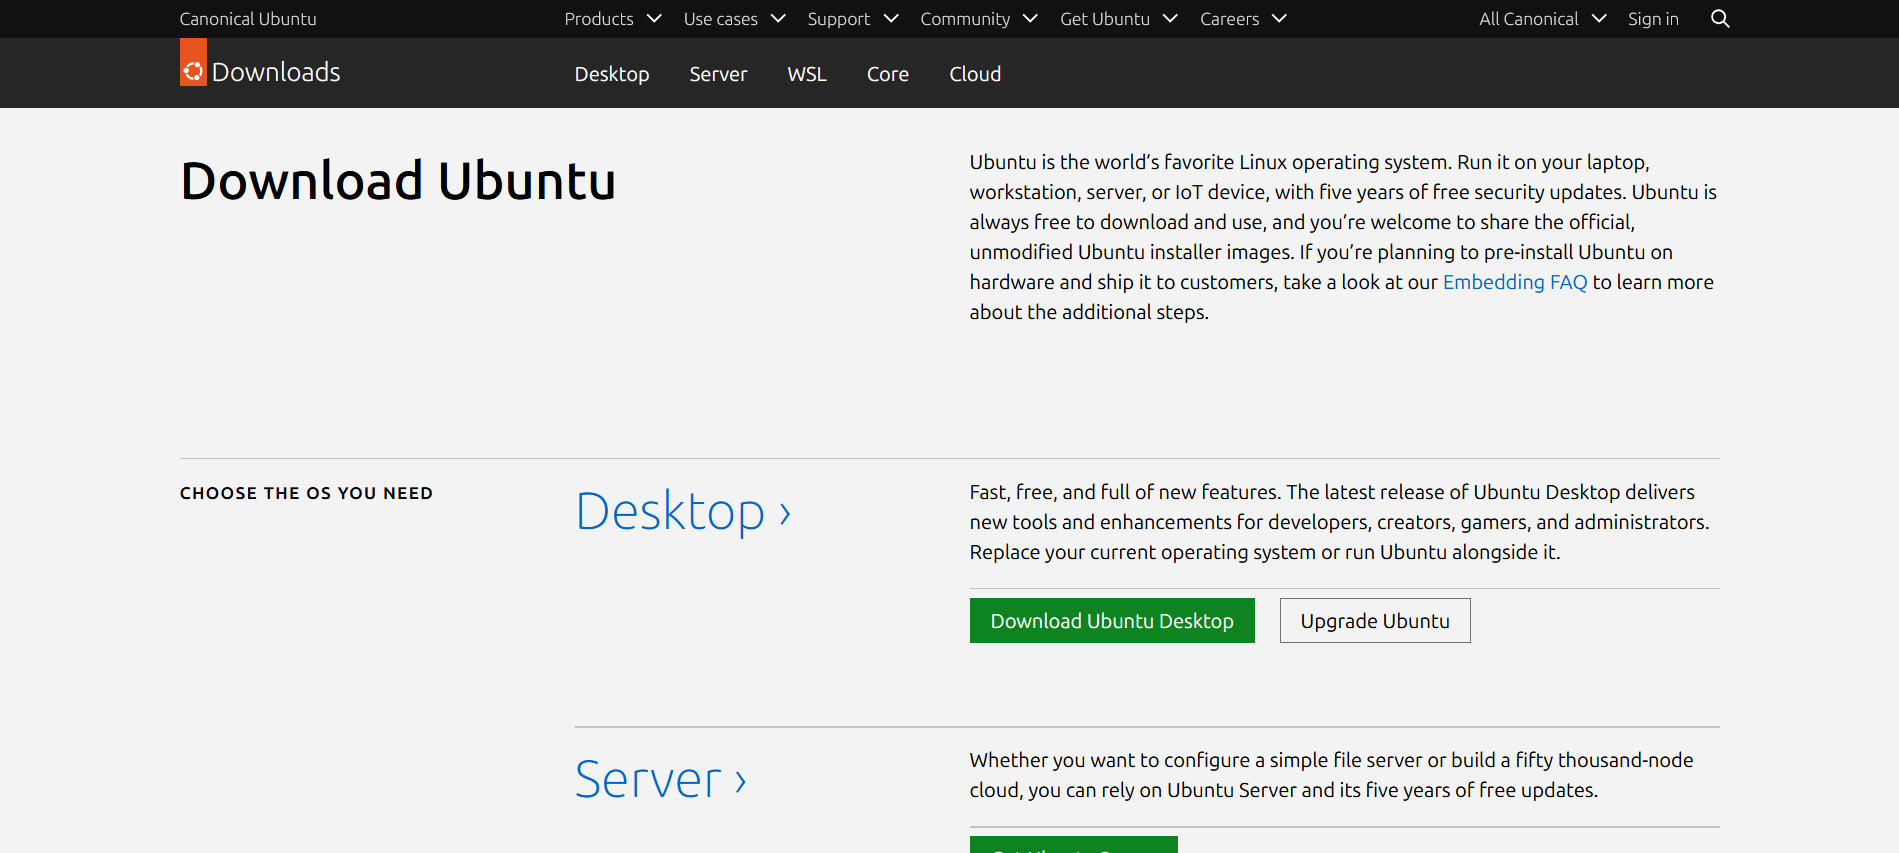 Canonical Ubuntu Products Use cases Support Community Get Ubuntu Careers All Canonical Sign in
Downloads Desktop Server WSL Core Cloud
Download Ubuntu
Ubuntu is the world’s favorite Linux operating system. Run it on your laptop,
workstation, server, or IoT device, with five years of free security updates. Ubuntu is
always free to download and use, and you’re welcome to share the official,
unmodified Ubuntu installer images. If you’re planning to pre-install Ubuntu on
hardware and ship it to customers, take a look at our Embedding FAQ to learn more
about the additional steps.
CHOOSE THE OS YOU NEED
Desktop ›
Fast, free, and full of new features. The latest release of Ubuntu Desktop delivers
new tools and enhancements for developers, creators, gamers, and administrators.
Replace your current operating system or run Ubuntu alongside it.
Download Ubuntu Desktop Upgrade Ubuntu
Server ›
Whether you want to configure a simple file server or build a fifty thousand-node
cloud, you can rely on Ubuntu Server and its five years of free updates.